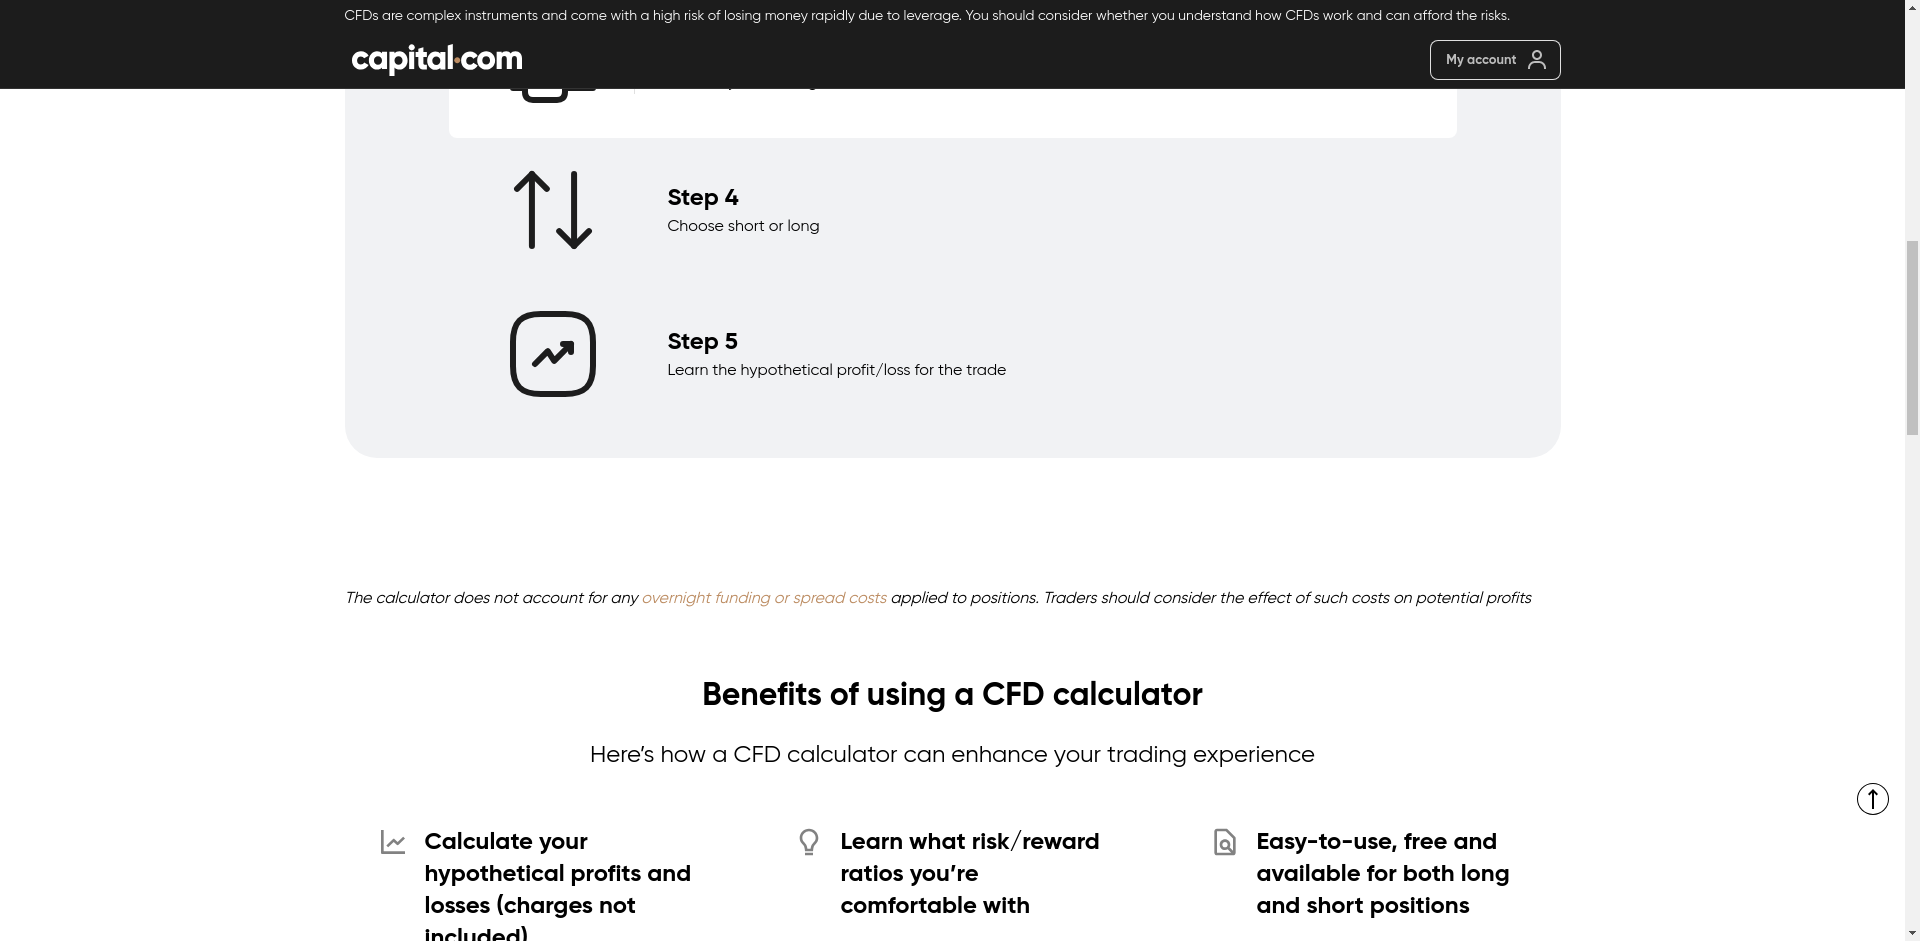 CFDs are complex instruments and come with a high risk of losing money rapidly due to leverage. You should consider whether you understand how CFDs work and can afford the risks.
capital.com
My account
Step 4
Choose short or long
Step 5
Learn the hypothetical profit/loss for the trade
The calculator does not account for any overnight funding or spread costs applied to positions. Traders should consider the effect of such costs on potential profits
Benefits of using a CFD calculator
Here’s how a CFD calculator can enhance your trading experience
Calculate your
hypothetical profits and
losses (charges not
included)
Learn what risk/reward
ratios you’re
comfortable with
Easy-to-use, free and
available for both long
and short positions